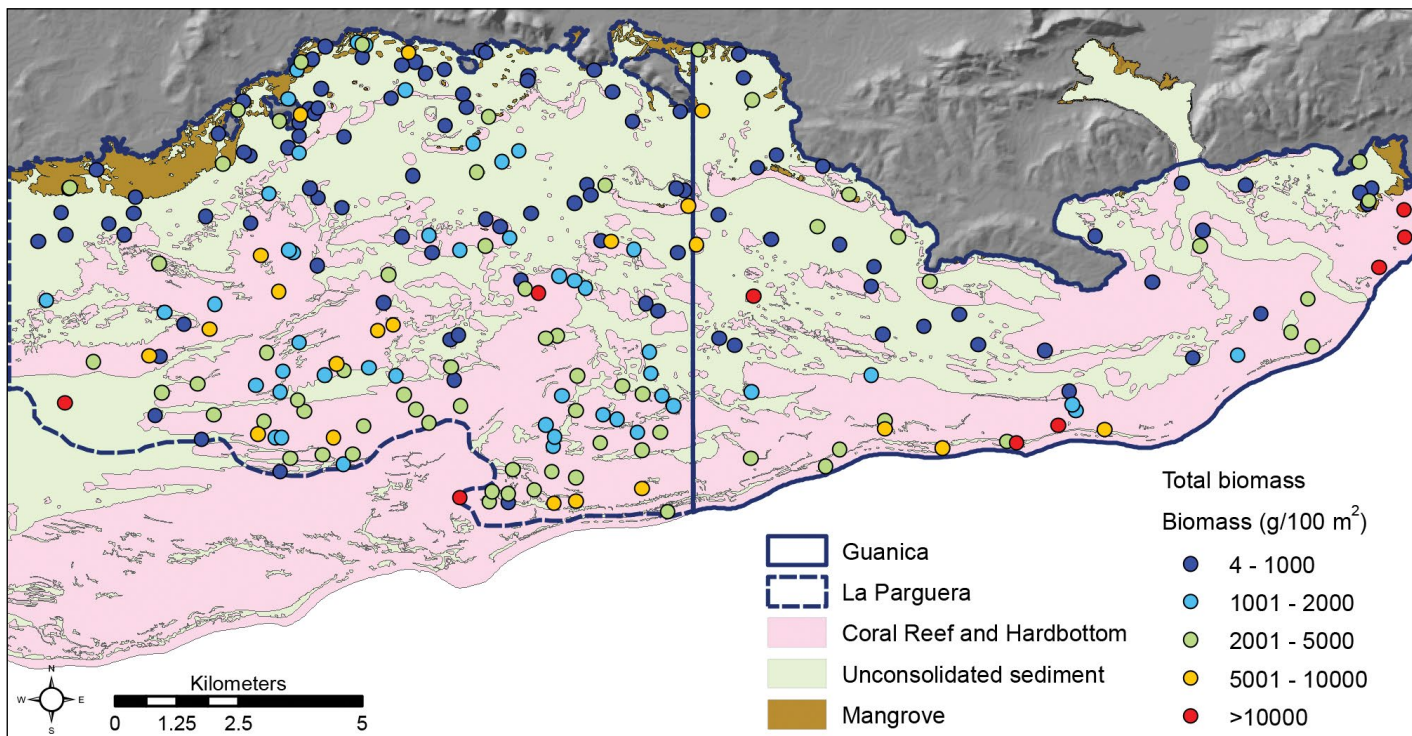 Total biomass
Biomass (g/100 m²)
Guanica
La Parguera
Coral Reef and Hardbottom
Unconsolidated sediment
Mangrove
4 - 1000
1001 - 2000
2001 - 5000
5001 - 10000
>10000
N
W E
S
Kilometers
0 1.25 2.5 5